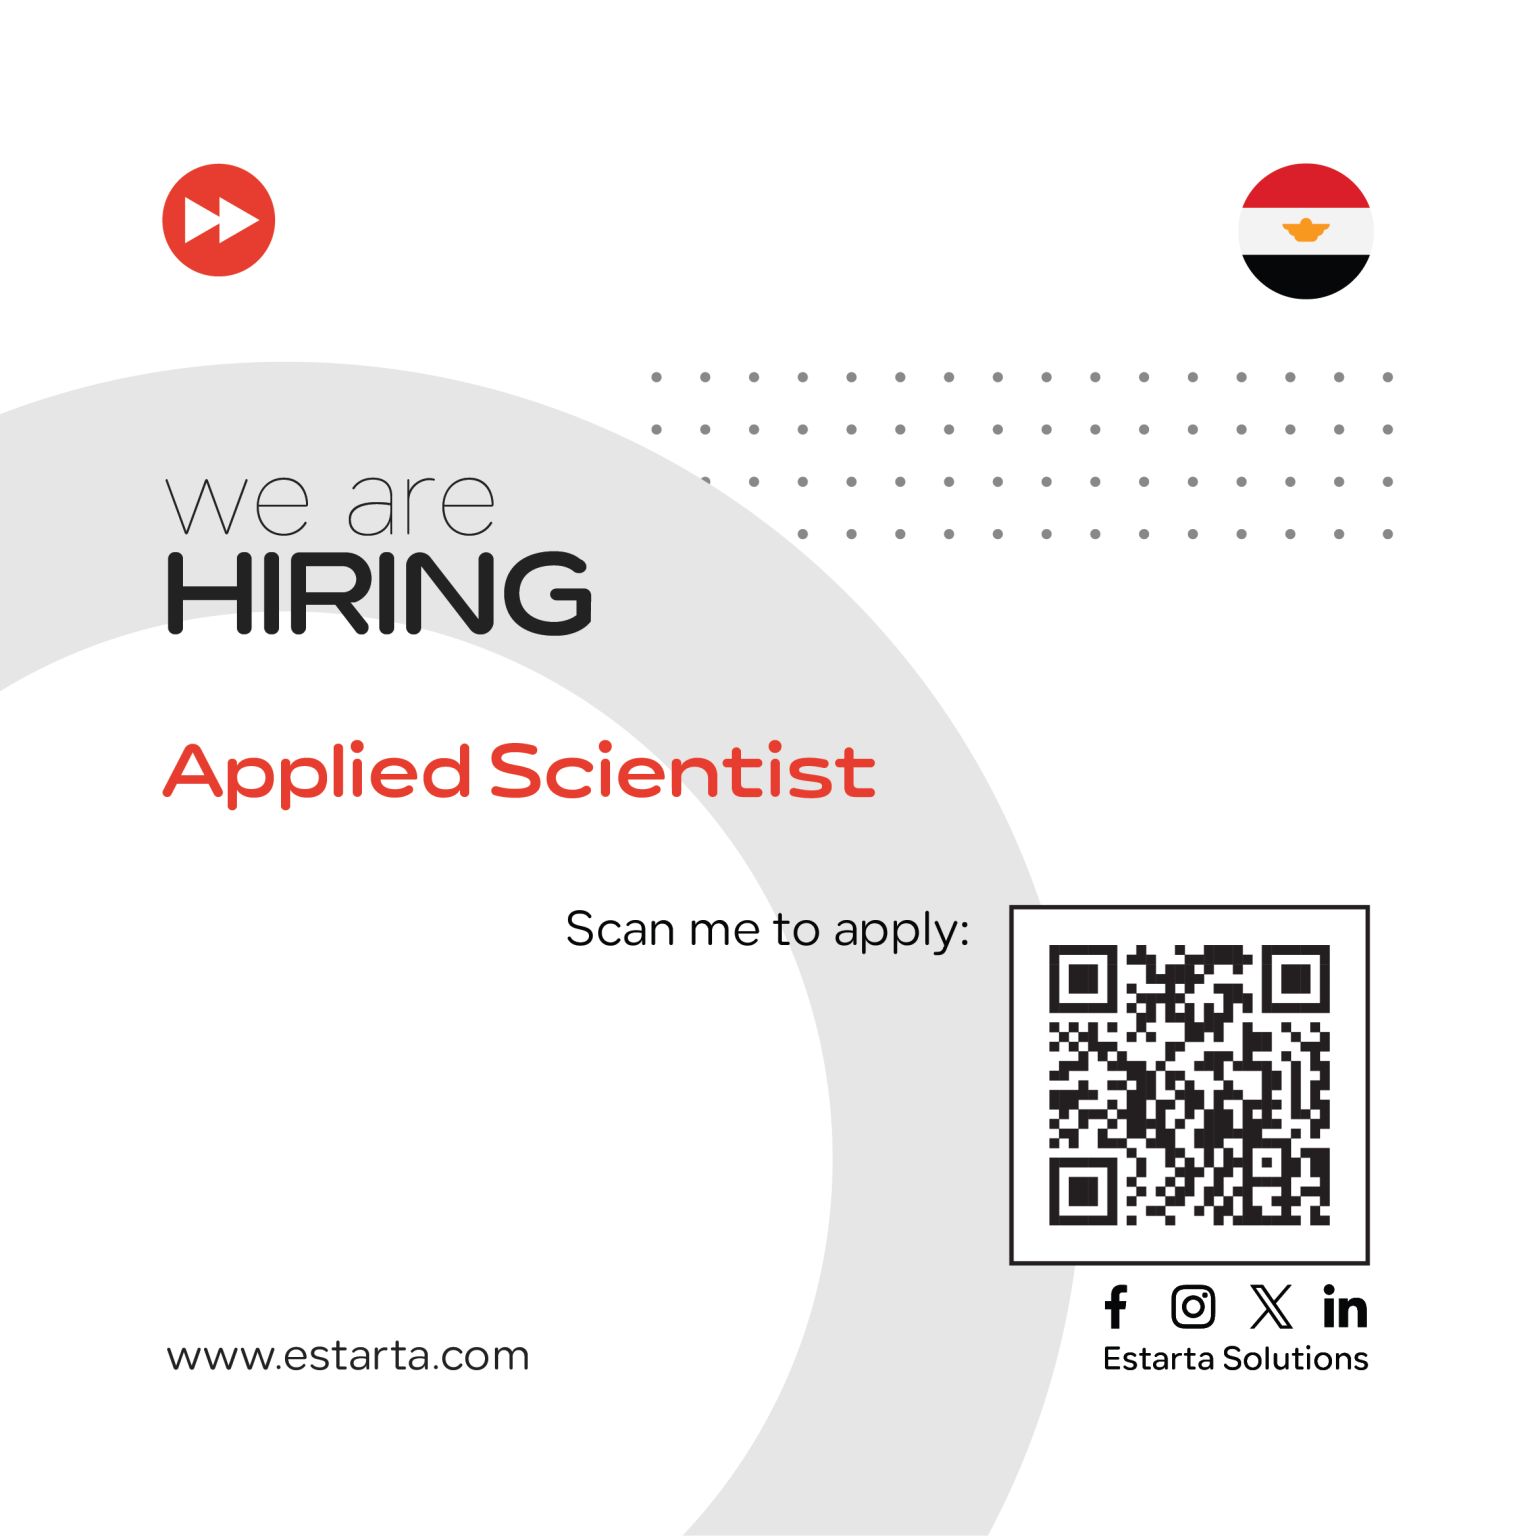 we are
HIRING
Applied Scientist
Scan me to apply:
www.estarta.com
Estarta Solutions